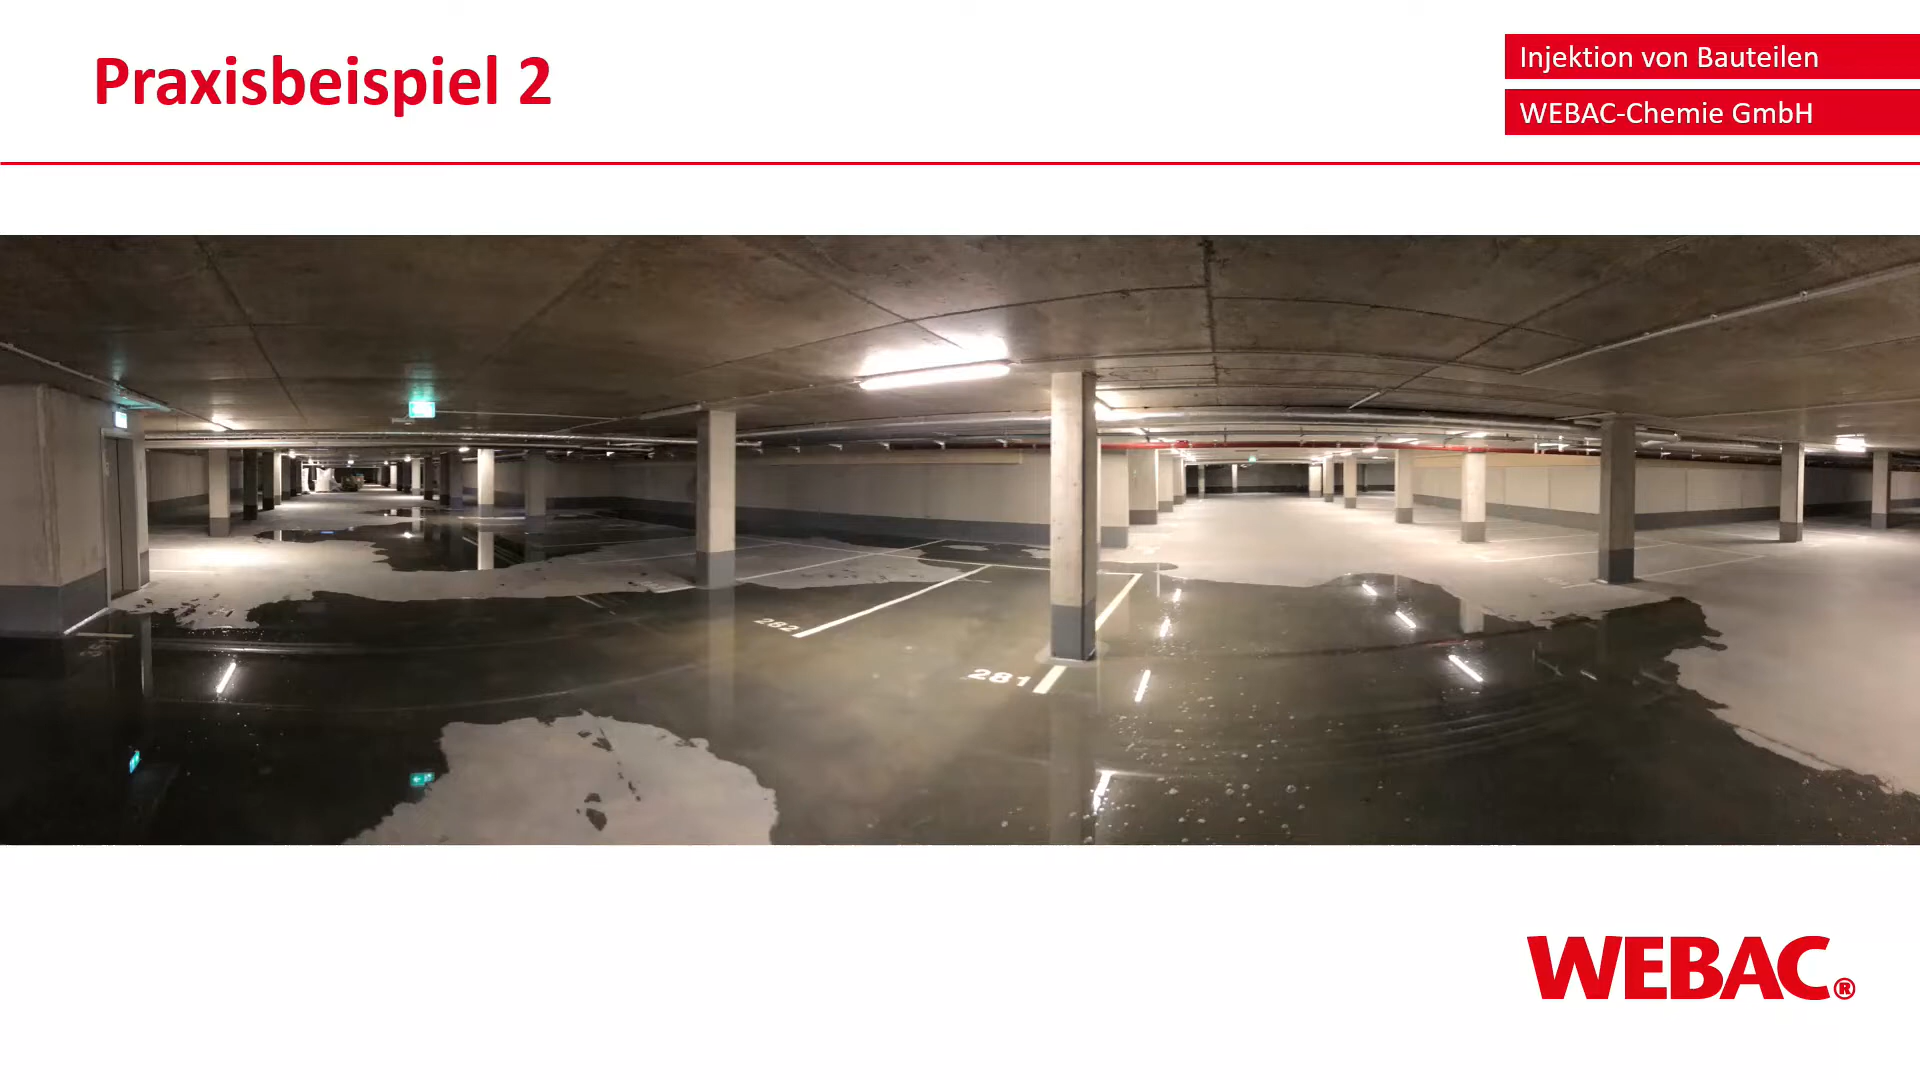 Praxisbeispiel 2
Injektion von Bauteilen
WEBAC-Chemie GmbH
282
281
WEBAC®